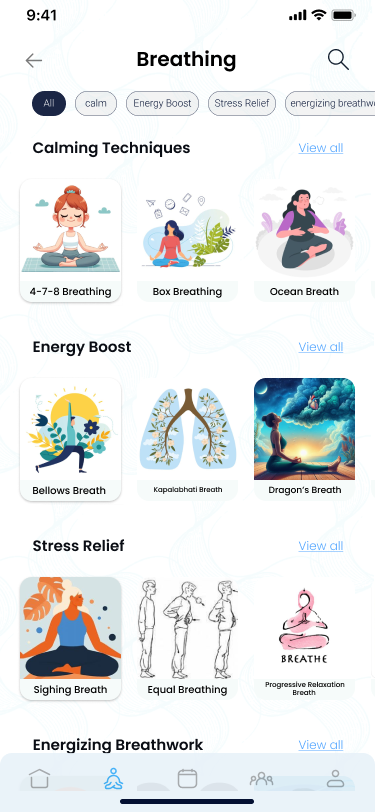 9:41
Breathing
All
calm
Energy Boost
Stress Relief
energizing breathw
Calming Techniques
View all
4-7-8 Breathing
Box Breathing
Ocean Breath
Energy Boost
View all
Bellows Breath
Kapalabhati Breath
Dragon's Breath
Stress Relief
View all
BREATHE
Sighing Breath
Equal Breathing
Progressive Relaxation
Breath
Energizing Breathwork
View all